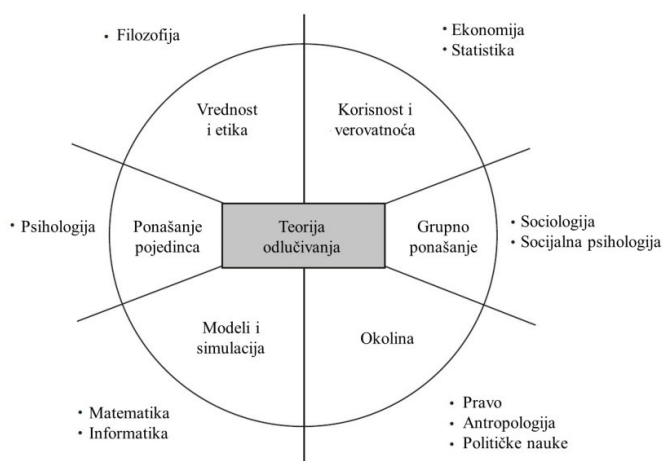 • Filozofija
• Ekonomija
• Statistika
Vrednost
i etika
Korisnost i
verovatnoća
• Psihologija
Ponašanje
pojedinca
Teorija
odlučivanja
Grupno
ponašanje
• Sociologija
• Socijalna psihologija
Modeli i
simulacija
Okolina
• Matematika
• Informatika
• Pravo
• Antropologija
• Političke nauke